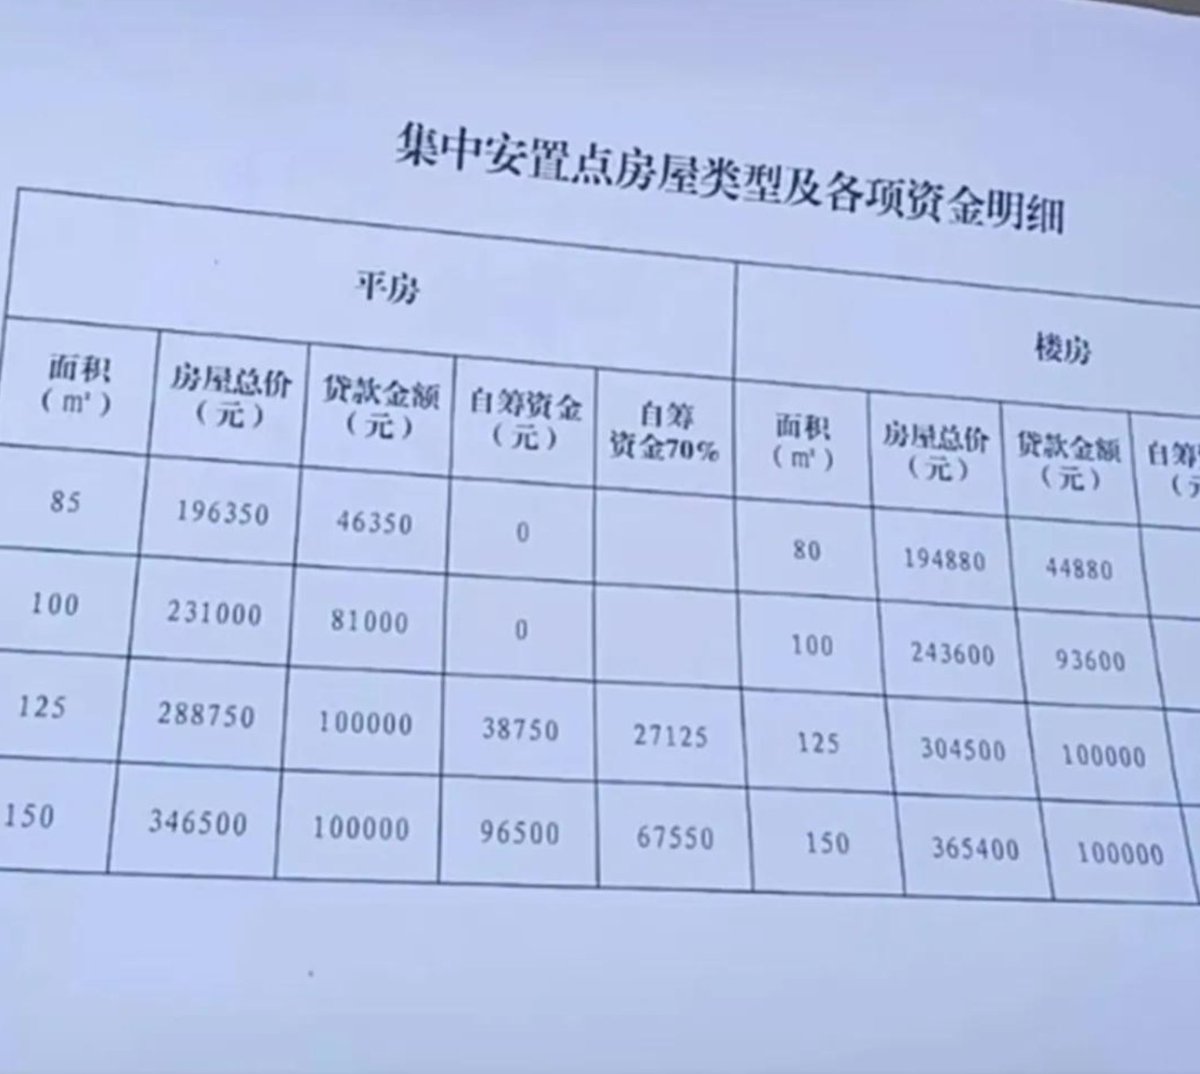 集中安置点房屋类型及各项资金明细
平房 楼房
面积(㎡) 房屋总价(元) 贷款金额(元) 自筹资金(元) 自筹资金70% 面积(㎡) 房屋总价(元) 贷款金额(元) 自筹
85 196350 46350 0 80 194880 44880
100 231000 81000 0 100 243600 93600
125 288750 100000 38750 27125 125 304500 100000
150 346500 100000 96500 67550 150 365400 100000